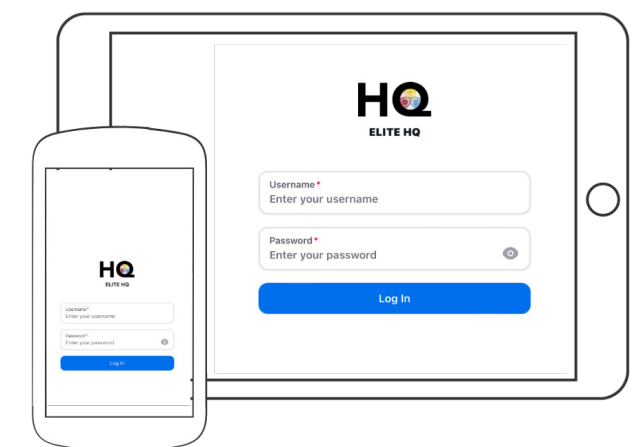 HQ
ELITE HQ
Username*
Enter your username
Password*
Enter your password
Log In
HQ
ELITE HQ
Username*
Enter your username
Password*
Enter your password
Log In